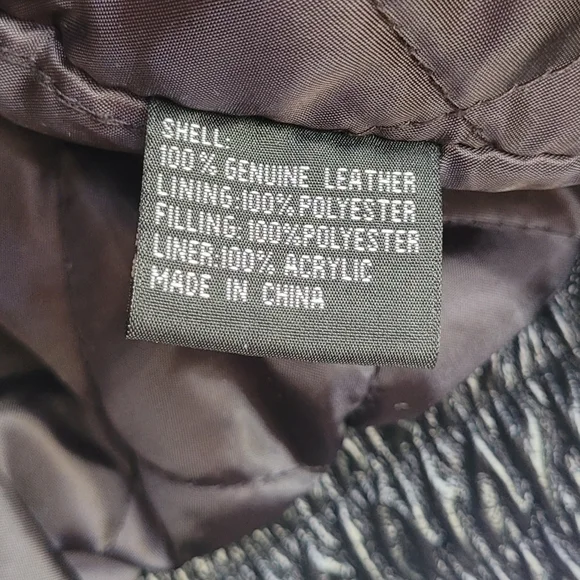 SHELL:
100% GENUINE LEATHER
LINING:100% POLYESTER
FILLING:100%POLYESTER
LINER:100% ACRYLIC
MADE IN CHINA